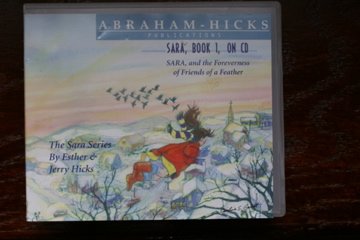 ABRAHAM-HICKS
PUBLICATIONS
SARA, BOOK 1, ON CD
SARA, and the Foreverness
of Friends of a Feather
The Sara Series
By Esther &
Jerry Hicks